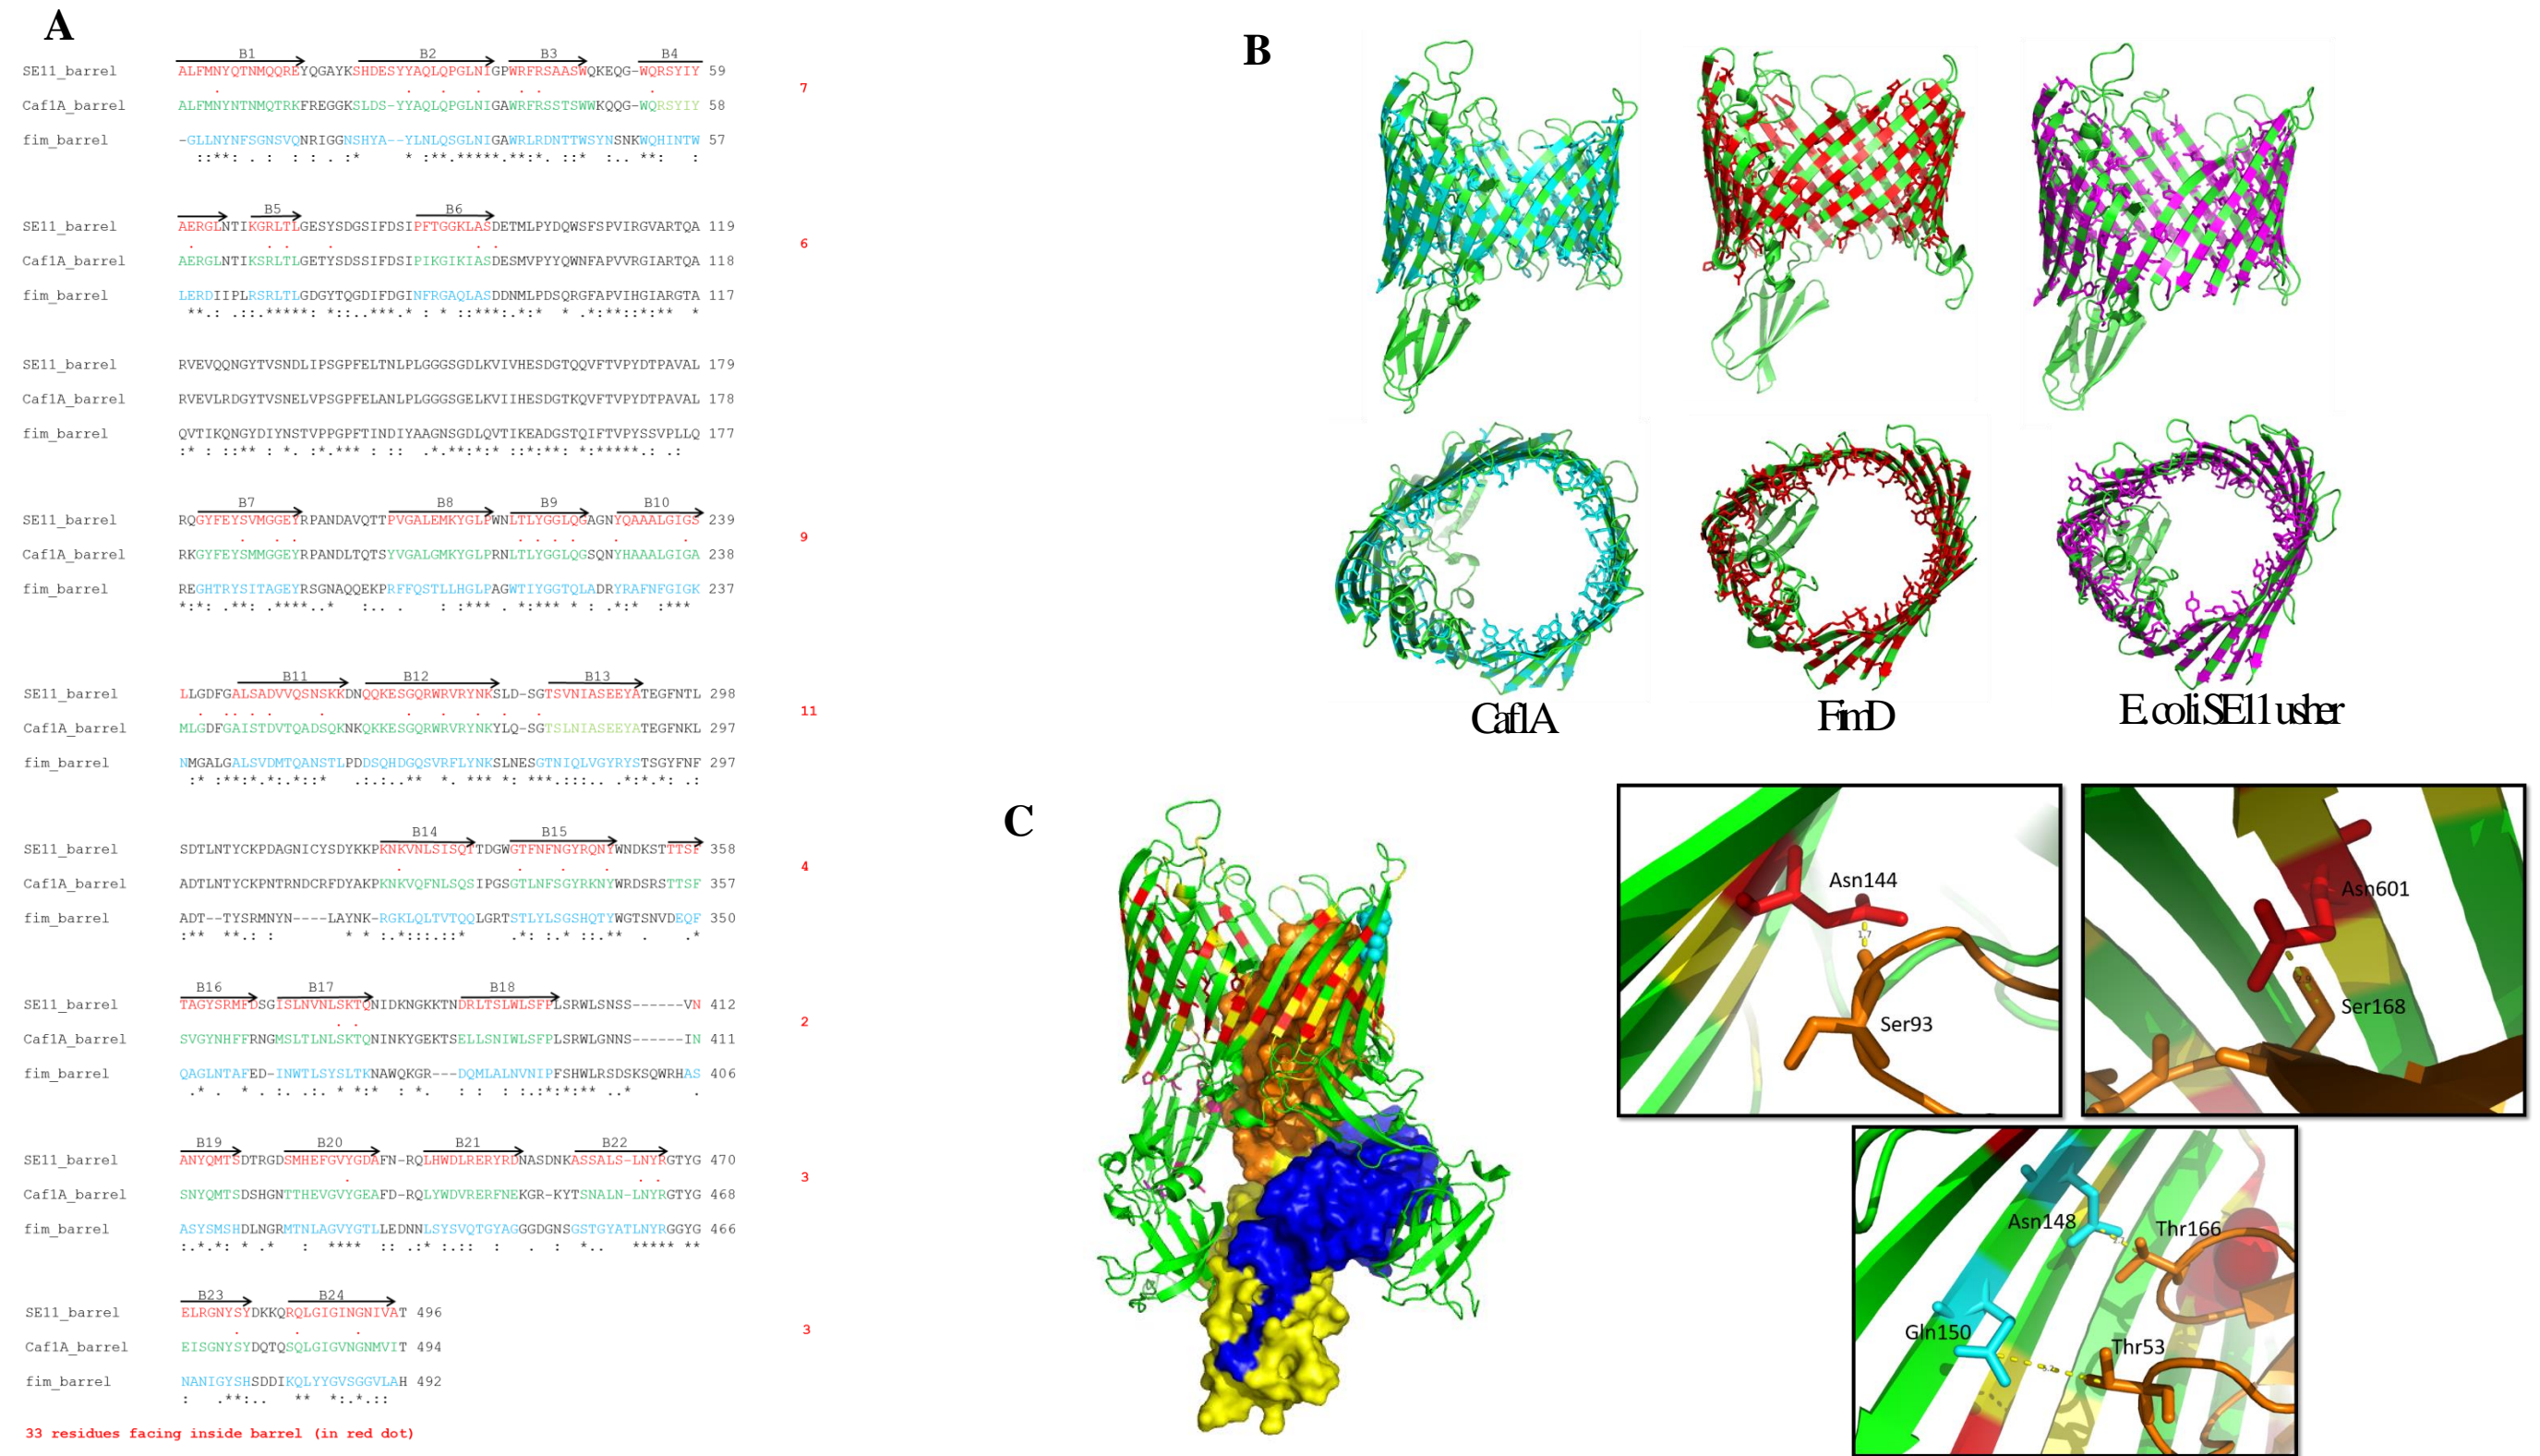 A
B1 B2 B3 B4
SE11_barrel ALFMNYQTNMQQREYQGAYKSHDESYYAQLQPGLNIGPWRFRSAASWQKEQG-WQRSYIY 59
. . . . . . . 7
Caf1A_barrel ALFMNYNTNMQTRKFREGGKSLDS-YYAQLQPGLNIGAWRFRSSTSWWKQQG-WQRSYIY 58
fim_barrel -GLLNYNFSGNSVQNRIGGNSHYA--YLNLQSGLNIGAWRLRDNTTWSYNSNKWQHINTW 57
::**: . : : : . :* * :**.*****.**:*. ::* :.. **: :
B5 B6
SE11_barrel AERGLNTIKGRLTLGESYSDGSIFDSIPFTGGKLASDETMLPYDQWSFSPVIRGVARTQA 119
. . . . . . 6
Caf1A_barrel AERGLNTIKSRLTLGETYSDSSIFDSIPIKGIKIASDESMVPYYQWNFAPVVRGIARTQA 118
fim_barrel LERDIIPLRSRLTLGDGYTQGDIFDGINFRGAQLASDDNMLPDSQRGFAPVIHGIARGTA 117
**.: .::.*****: *::..***.* : * ::***:.*:* * .*:**::*:** *
SE11_barrel RVEVQQNGYTVSNDLIPSGPFELTNLPLGGGSGDLKVIVHESDGTQQVFTVPYDTPAVAL 179
Caf1A_barrel RVEVLRDGYTVSNELVPSGPFELANLPLGGGSGELKVIIHESDGTKQVFTVPYDTPAVAL 178
fim_barrel QVTIKQNGYDIYNSTVPPGPFTINDIYAAGNSGDLQVTIKEADGSTQIFTVPYSSVPLLQ 177
:* : ::** : *. :*.*** : :: .*.**:*:* ::*:**: *:*****.: .:
B7 B8 B9 B10
SE11_barrel RQGYFEYSVMGGEYRPANDAVQTTPVGALEMKYGLPWNLTLYGGLQGAGNYQAAALGIGS 239
. . . . . . . . . 9
Caf1A_barrel RKGYFEYSMMGGEYRPANDLTQTSYVGALGMKYGLPRNLTLYGGLQGSQNYHAAALGIGA 238
fim_barrel REGHTRYSITAGEYRSGNAQQEKPRFFQSTLLHGLPAGWTIYGGTQLADRYRAFNFGIGK 237
*:*: .**: .****..* :.. . : :*** . *:*** * : .*:* :***
B11 B12 B13
SE11_barrel LLGDFGALSADVVQSNSKKDNQQKESGQRWRVRYNKSLD-SGTSVNIASEEYATEGFNTL 298
. . . . . . . . . . . 11
Caf1A_barrel MLGDFGAISTDVTQADSQKNKQKKESGQRWRVRYNKYLQ-SGTSLNIASEEYATEGFNKL 297
fim_barrel NMGALGALSVDMTQANSTLPDDSQHDGQSVRFLYNKSLNESGTNIQLVGYRYSTSGYFNF 297
:* :**:*.*:.*::* .:.:..** *. *** *: ***.:::.. .*:*.*: .:
B14 B15
SE11_barrel SDTLNTYCKPDAGNICYSDYKKPKNKVNLSISQTTDGWGTFNFNGYRQNYWNDKSTTTSF 358
. . . . 4
Caf1A_barrel ADTLNTYCKPNTRNDCRFDYAKPKNKVQFNLSQSIPGSGTLNFSGYRKNYWRDSRSTTSF 357
fim_barrel ADT--TYSRMNYN----LAYNK-RGKLQLTVTQQLGRTSTLYLSGSHQTYWGTSNVDEQF 350
:** **.: : * * :.*:::.::* .*: :.* ::.** . .*
B16 B17 B18
SE11_barrel TAGYSRMFDSGISLNVNLSKTQNIDKNGKKTNDRLTSLWLSFPLSRWLSNSS------VN 412
. . 2
Caf1A_barrel SVGYNHFFRNGMSLTLNLSKTQNINKYGEKTSELLSNIWLSFPLSRWLGNNS------IN 411
fim_barrel QAGLNTAFED-INWTLSYSLTKNAWQKGR---DQMLALNVNIPFSHWLRSDSKSQWRHAS 406
.* . * . :. .:. * *:* : *. : : : :.:*:*:** ..* .
B19 B20 B21 B22
SE11_barrel ANYQMTSDTRGDSMHEFGVYGDAFN-RQLHWDLRERYRDNASDNKASSALS-LNYRGTYG 470
. . . 3
Caf1A_barrel SNYQMTSDSHGNTTHEVGVYGEAFD-RQLYWDVRERFNEKGR-KYTSNALN-LNYRGTYG 468
fim_barrel ASYSMSHDLNGRMTNLAGVYGTLLEDNNLSYSVQTGYAGGGDGNSGSTGYATLNYRGGYG 466
:.*.*: * .* : **** :: .:* :.:: : . : *.. ***** **
B23 B24
SE11_barrel ELRGNYSYDKKQRQLGIGINGNIVAT 496
. . . 3
Caf1A_barrel EISGNYSYDQTQSQLGIGVNGNMVIT 494
fim_barrel NANIGYSHSDDIKQLYYGVSGGVLAH 492
: .**:.. ** *:.*.::
33 residues facing inside barrel (in red dot)
B
Caf1A FimD E.coli SE11 usher
C
Asn144
1.7
Ser93
Asn601
Ser168
Asn148
Thr166
Gln150
Thr53